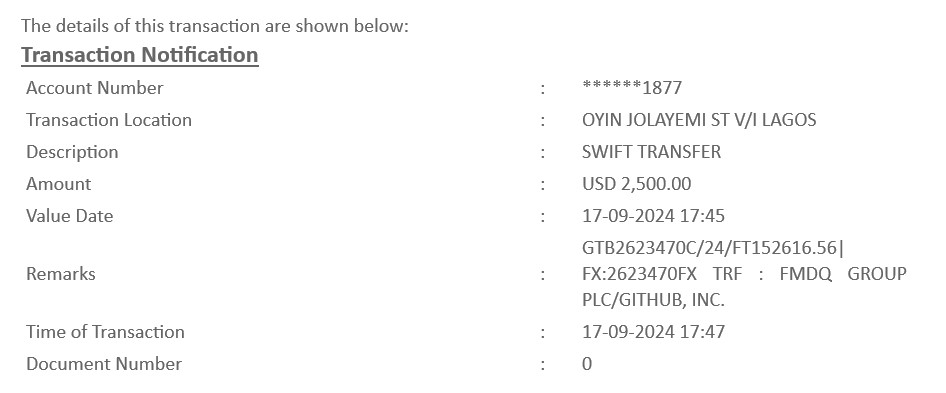 The details of this transaction are shown below:
Transaction Notification
Account Number : ******1877
Transaction Location : OYIN JOLAYEMI ST V/I LAGOS
Description : SWIFT TRANSFER
Amount : USD 2,500.00
Value Date : 17-09-2024 17:45
GTB2623470C/24/FT152616.56|
Remarks : FX:2623470FX TRF : FMDQ GROUP
PLC/GITHUB, INC.
Time of Transaction : 17-09-2024 17:47
Document Number : 0